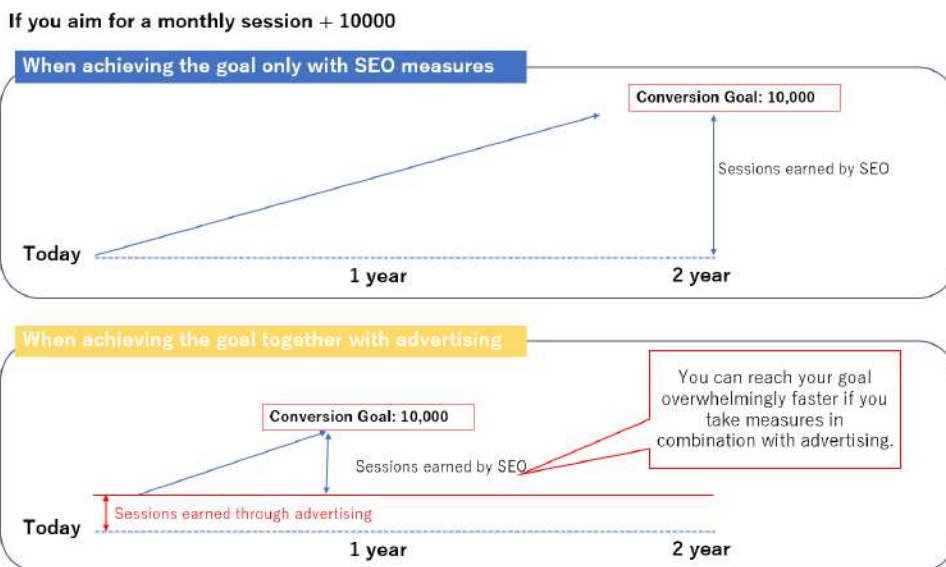 If you aim for a monthly session + 10000
When achieving the goal only with SEO measures
Conversion Goal: 10,000
Sessions earned by SEO
Today
1 year
2 year
When achieving the goal together with advertising
You can reach your goal
overwhelmingly faster if you
take measures in
combination with advertising.
Conversion Goal: 10,000
Sessions earned by SEO
Sessions earned through advertising
Today
1 year
2 year